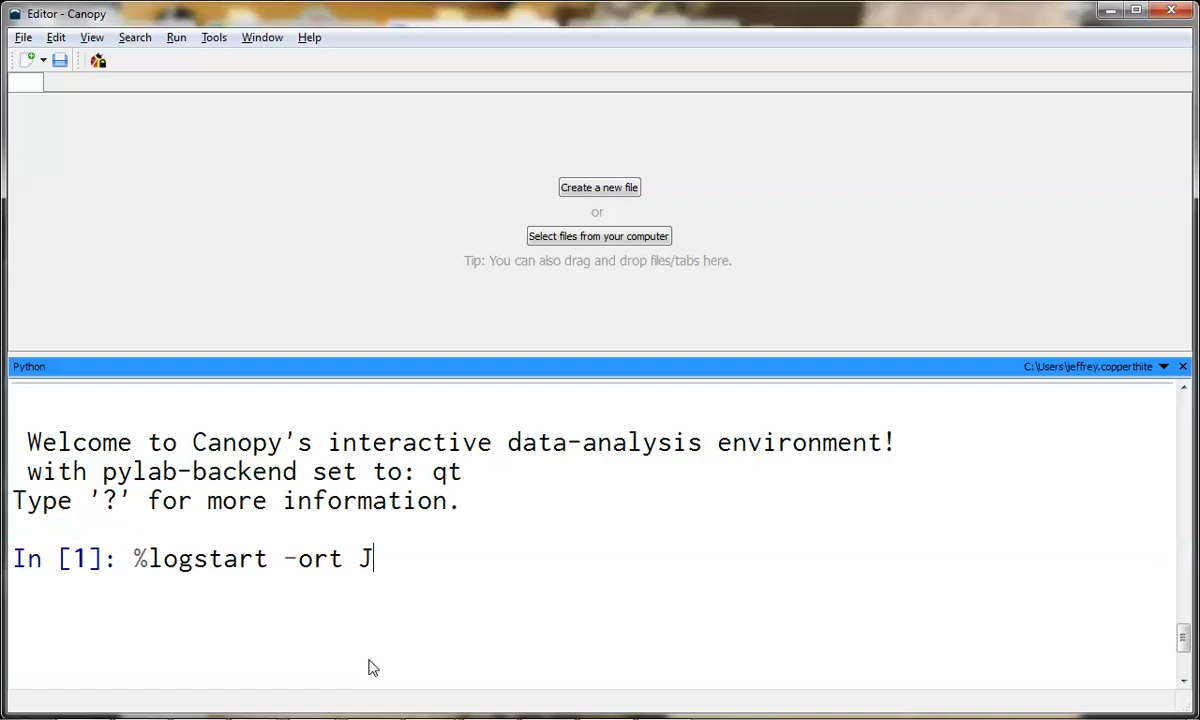 Editor - Canopy
File Edit View Search Run Tools Window Help
Create a new file
or
Select files from your computer
Tip: You can also drag and drop files/tabs here.
Python C:\Users\jeffrey.copperthite
Welcome to Canopy's interactive data-analysis environment!
with pylab-backend set to: qt
Type '?' for more information.
In [1]: %logstart -ort J